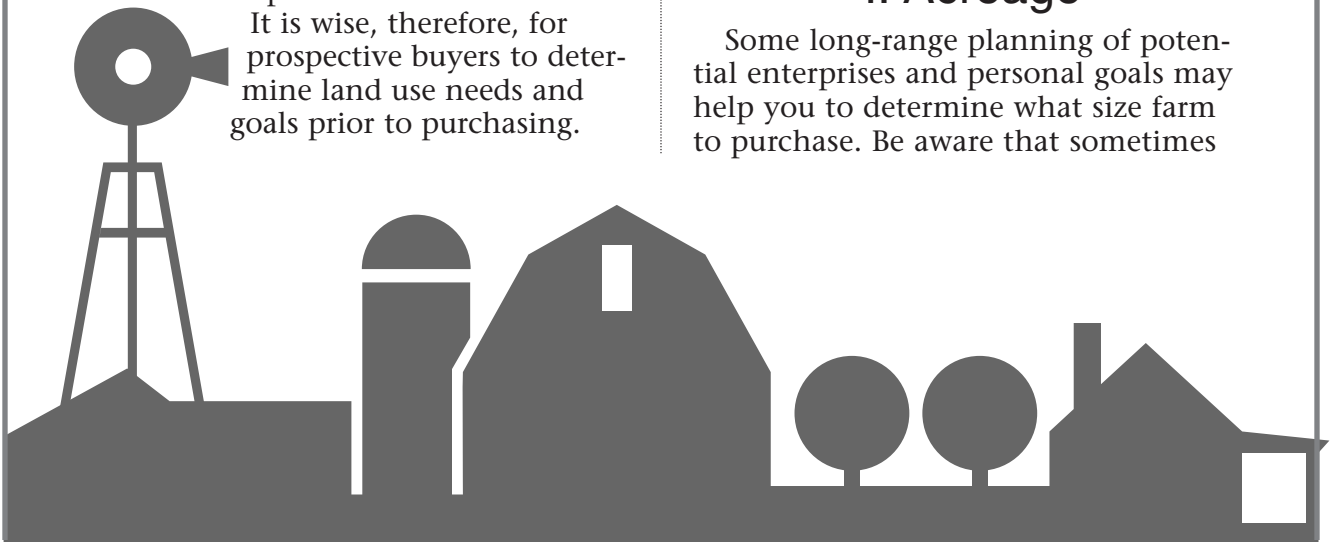 It is wise, therefore, for
prospective buyers to deter-
mine land use needs and
goals prior to purchasing.
Acreage
Some long-range planning of poten-
tial enterprises and personal goals may
help you to determine what size farm
to purchase. Be aware that sometimes